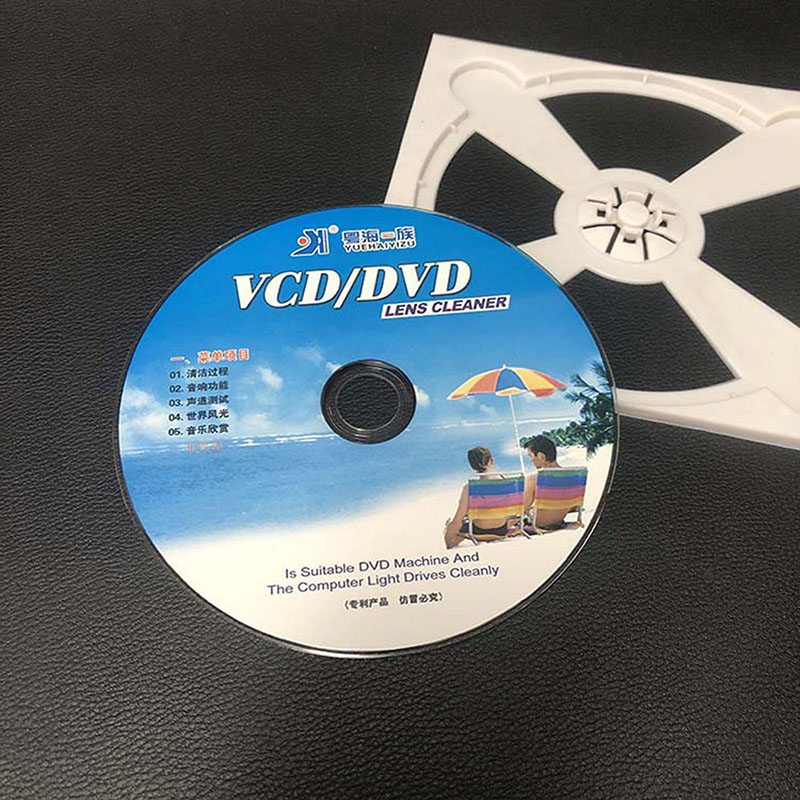 粤海一族
YUEHAIYIZU
VCD/DVD
LENS CLEANER
一、菜单项目
01. 清洁过程
02. 音响功能
03. 声道测试
04. 世界风光
05. 音乐欣赏
Is Suitable DVD Machine And
The Computer Light Drives Cleanly
(专利产品 仿冒必究)